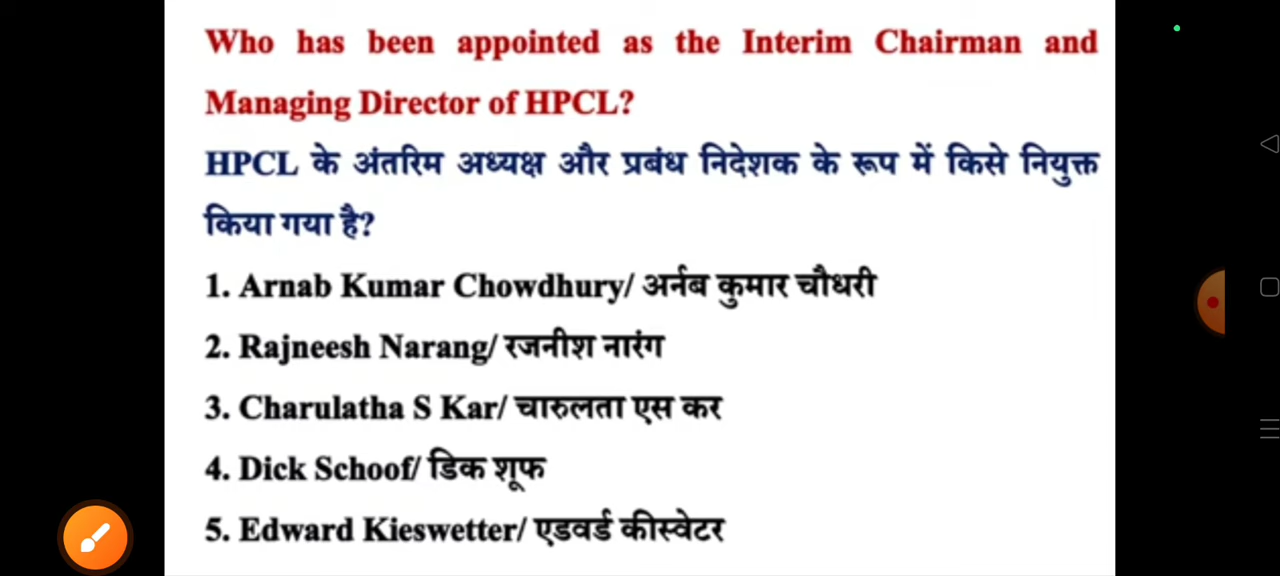 Who has been appointed as the Interim Chairman and
Managing Director of HPCL?
HPCL के अंतरिम अध्यक्ष और प्रबंध निदेशक के रूप में किसे नियुक्त
किया गया है?
1. Arnab Kumar Chowdhury/ अर्नब कुमार चौधरी
2. Rajneesh Narang/ रजनीश नारंग
3. Charulatha S Kar/ चारुलता एस कर
4. Dick Schoof/ डिक शूफ
5. Edward Kieswetter/ एडवर्ड कीस्वेटर